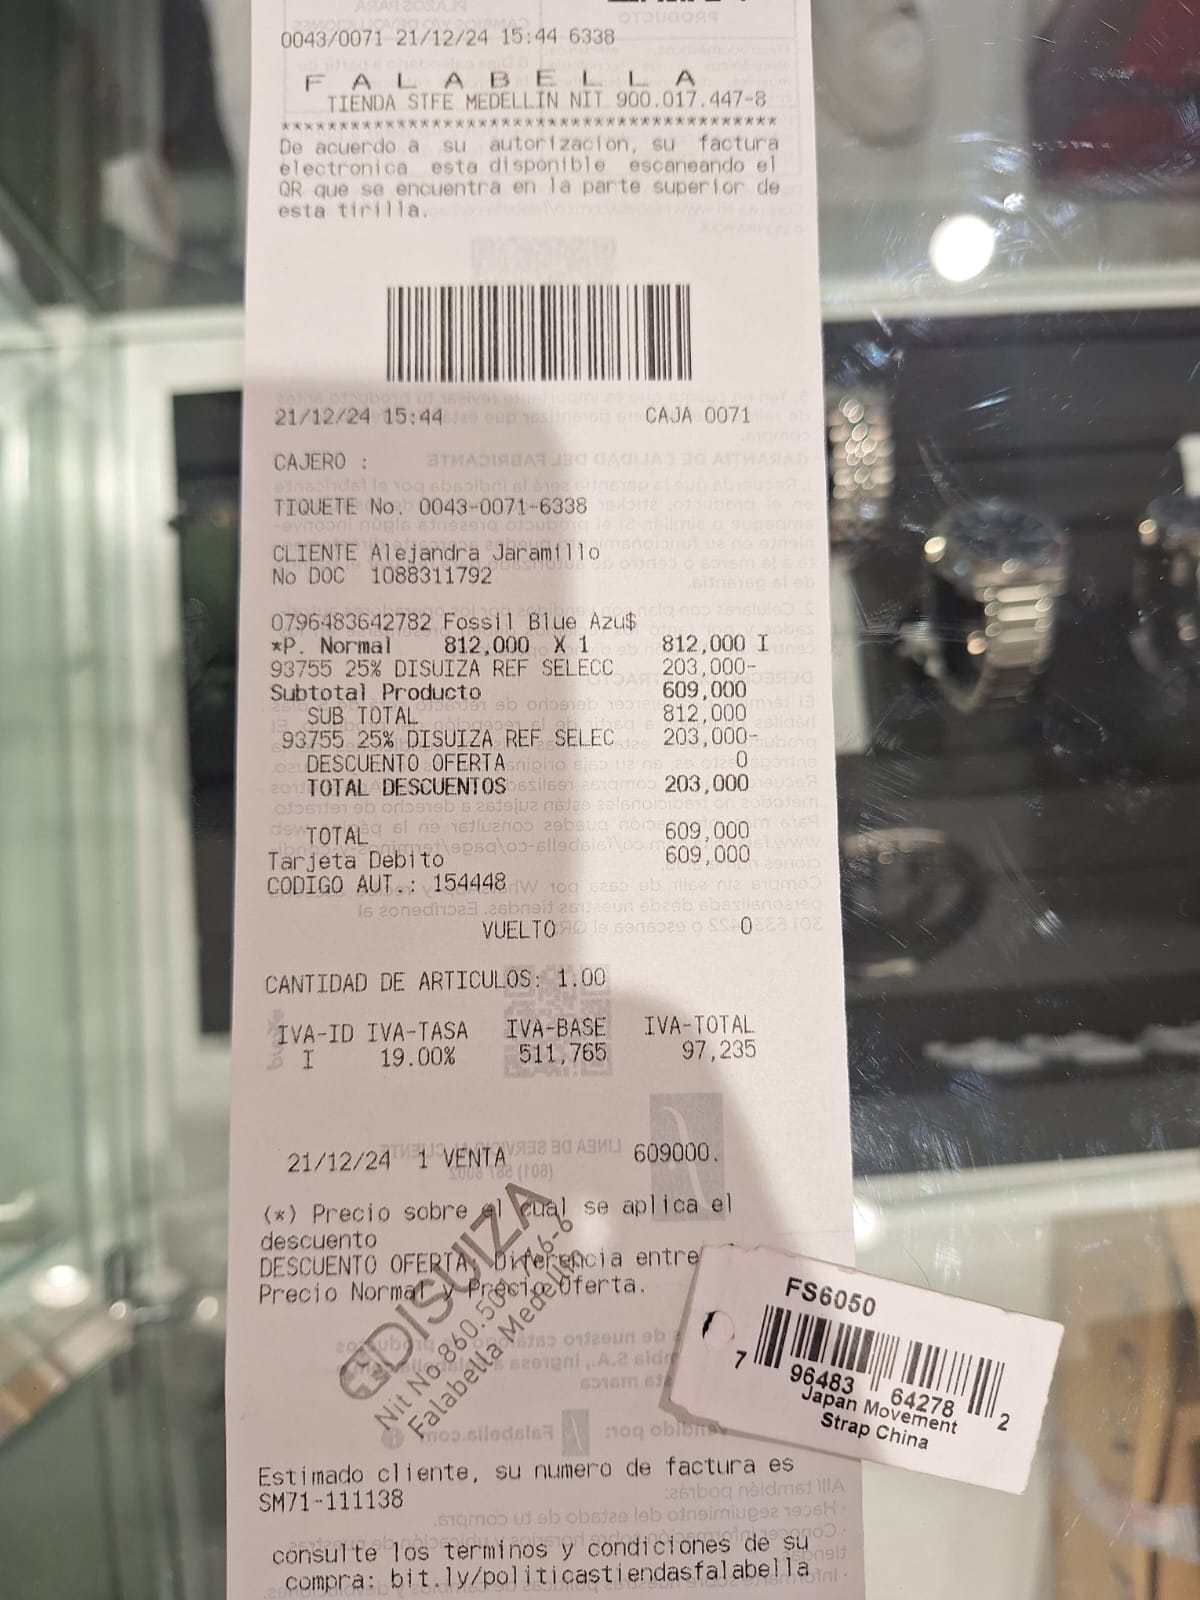 0043/0071 21/12/24 15:44 6338
F A L A B E L L A
TIENDA STFE MEDELLIN NIT 900.017.447-8
******************************************
De acuerdo a su autorizacion, su factura
electronica esta disponible escaneando el
QR que se encuentra en la parte superior de
esta tirilla.
21/12/24 15:44 CAJA 0071
CAJERO :
TIQUETE No. 0043-0071-6338
CLIENTE Alejandra Jaramillo
No DOC 1088311792
0796483642782 Fossil Blue Azu$
*P. Normal 812,000 X 1 812,000 I
93755 25% DISUIZA REF SELECC 203,000-
Subtotal Producto 609,000
SUB TOTAL 812,000
93755 25% DISUIZA REF SELEC 203,000-
DESCUENTO OFERTA 0
TOTAL DESCUENTOS 203,000
TOTAL 609,000
Tarjeta Debito 609,000
CODIGO AUT.: 154448
VUELTO 0
CANTIDAD DE ARTICULOS: 1.00
IVA-ID IVA-TASA IVA-BASE IVA-TOTAL
I 19.00% 511,765 97,235
21/12/24 1 VENTA 609000.
(*) Precio sobre el cual se aplica el
descuento
DESCUENTO OFERTA, Diferencia entre
Precio Normal y Precio Oferta.
DISUIZA
Nit No.860.50
Falabella Medellín
FS6050
7 96483 64278 2
Japan Movement
Strap China
Estimado cliente, su numero de factura es
SM71-111138
consulte los terminos y condiciones de su
compra: bit.ly/politicastiendasfalabella